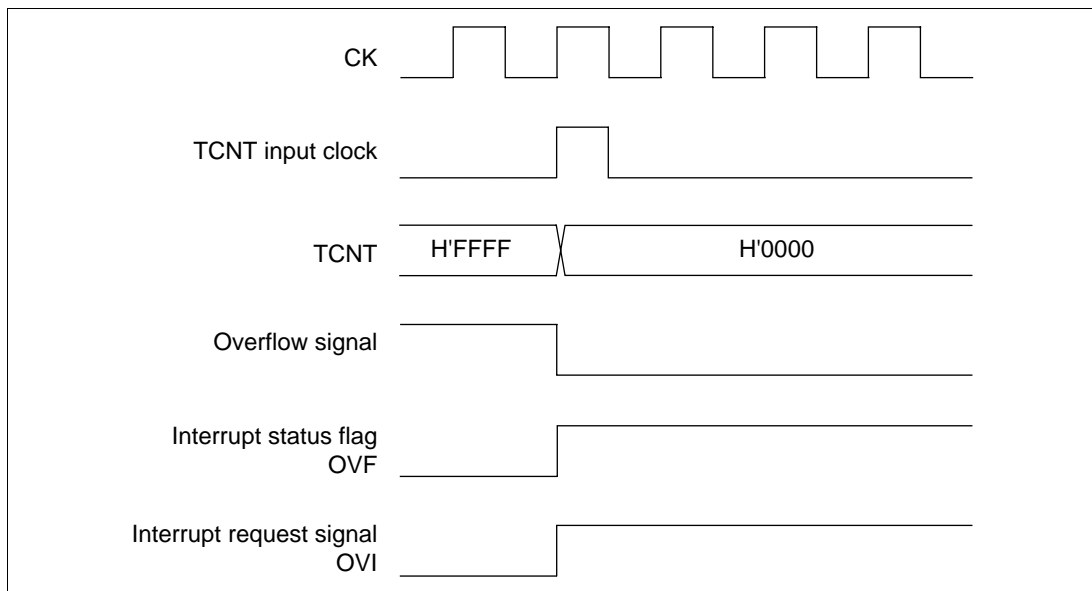 CK
TCNT input clock
TCNT
H'FFFF
H'0000
Overflow signal
Interrupt status flag
OVF
Interrupt request signal
OVI